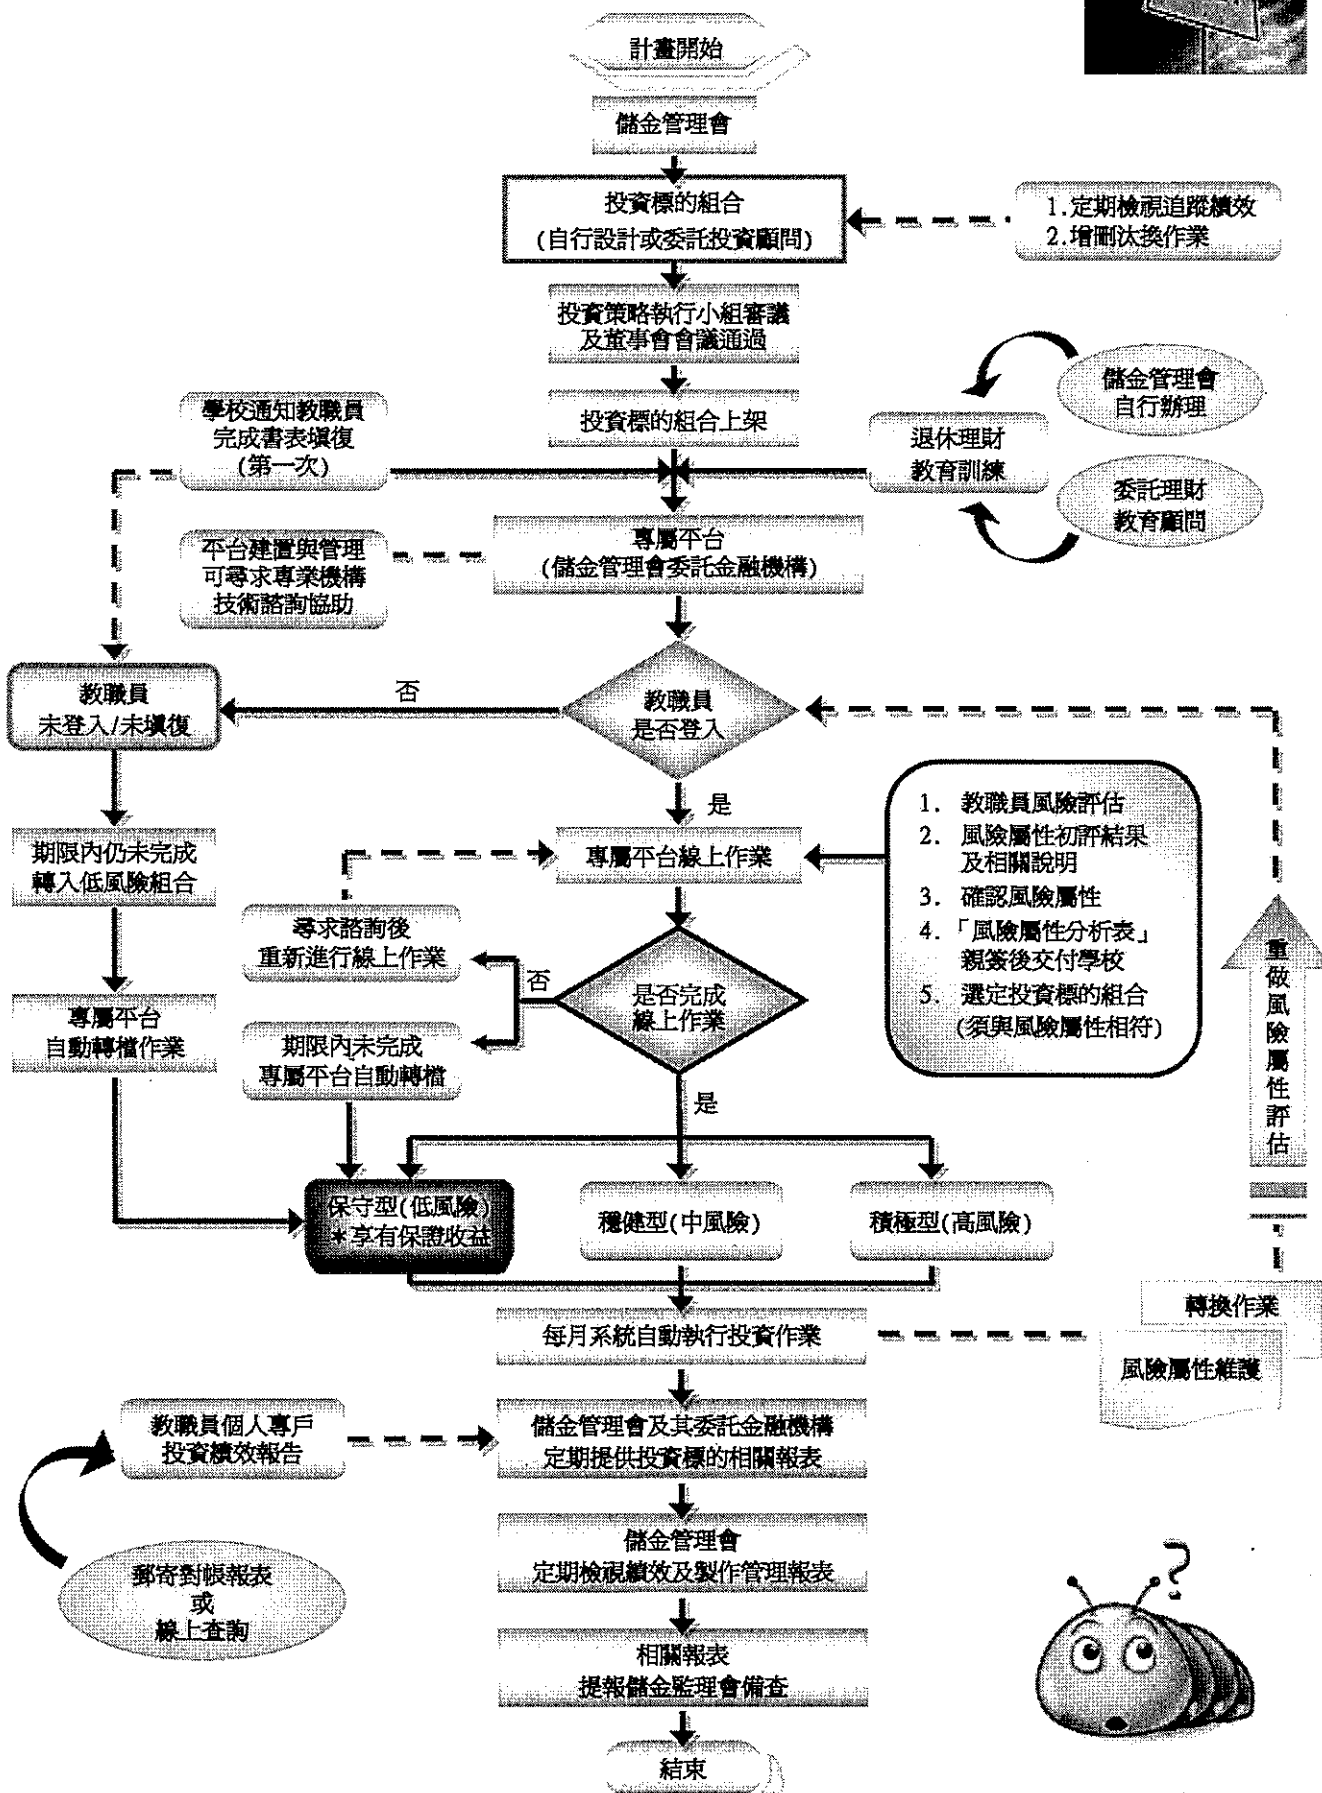 計畫開始
儲金管理會
投資標的組合
(自行設計或委託投資顧問)
1.定期檢視追蹤績效
2.增刪汰換作業
投資策略執行小組審議
及董事會會議通過
投資標的組合上架
學校通知教職員
完成書表填復
(第一次)
退休理財
教育訓練
儲金管理會
自行辦理
委託理財
教育顧問
專屬平台
(儲金管理會委託金融機構)
平台建置與管理
可尋求專業機構
技術諮詢協助
教職員
是否登入
否
教職員
未登入/未填復
是
專屬平台線上作業
1. 教職員風險評估
2. 風險屬性初評結果
及相關說明
3. 確認風險屬性
4.「風險屬性分析表」
親簽後交付學校
5. 選定投資標的組合
(須與風險屬性相符)
期限內仍未完成
轉入低風險組合
尋求諮詢後
重新進行線上作業
否
是否完成
線上作業
專屬平台
自動轉檔作業
期限內未完成
專屬平台自動轉檔
是
重做風險屬性評估
保守型(低風險)
*享有保證收益
穩健型(中風險)
積極型(高風險)
每月系統自動執行投資作業
轉換作業
風險屬性維護
教職員個人專戶
投資績效報告
儲金管理會及其委託金融機構
定期提供投資標的相關報表
儲金管理會
定期檢視績效及製作管理報表
郵寄對帳報表
或
線上查詢
相關報表
提報儲金監理會備查
結束
?